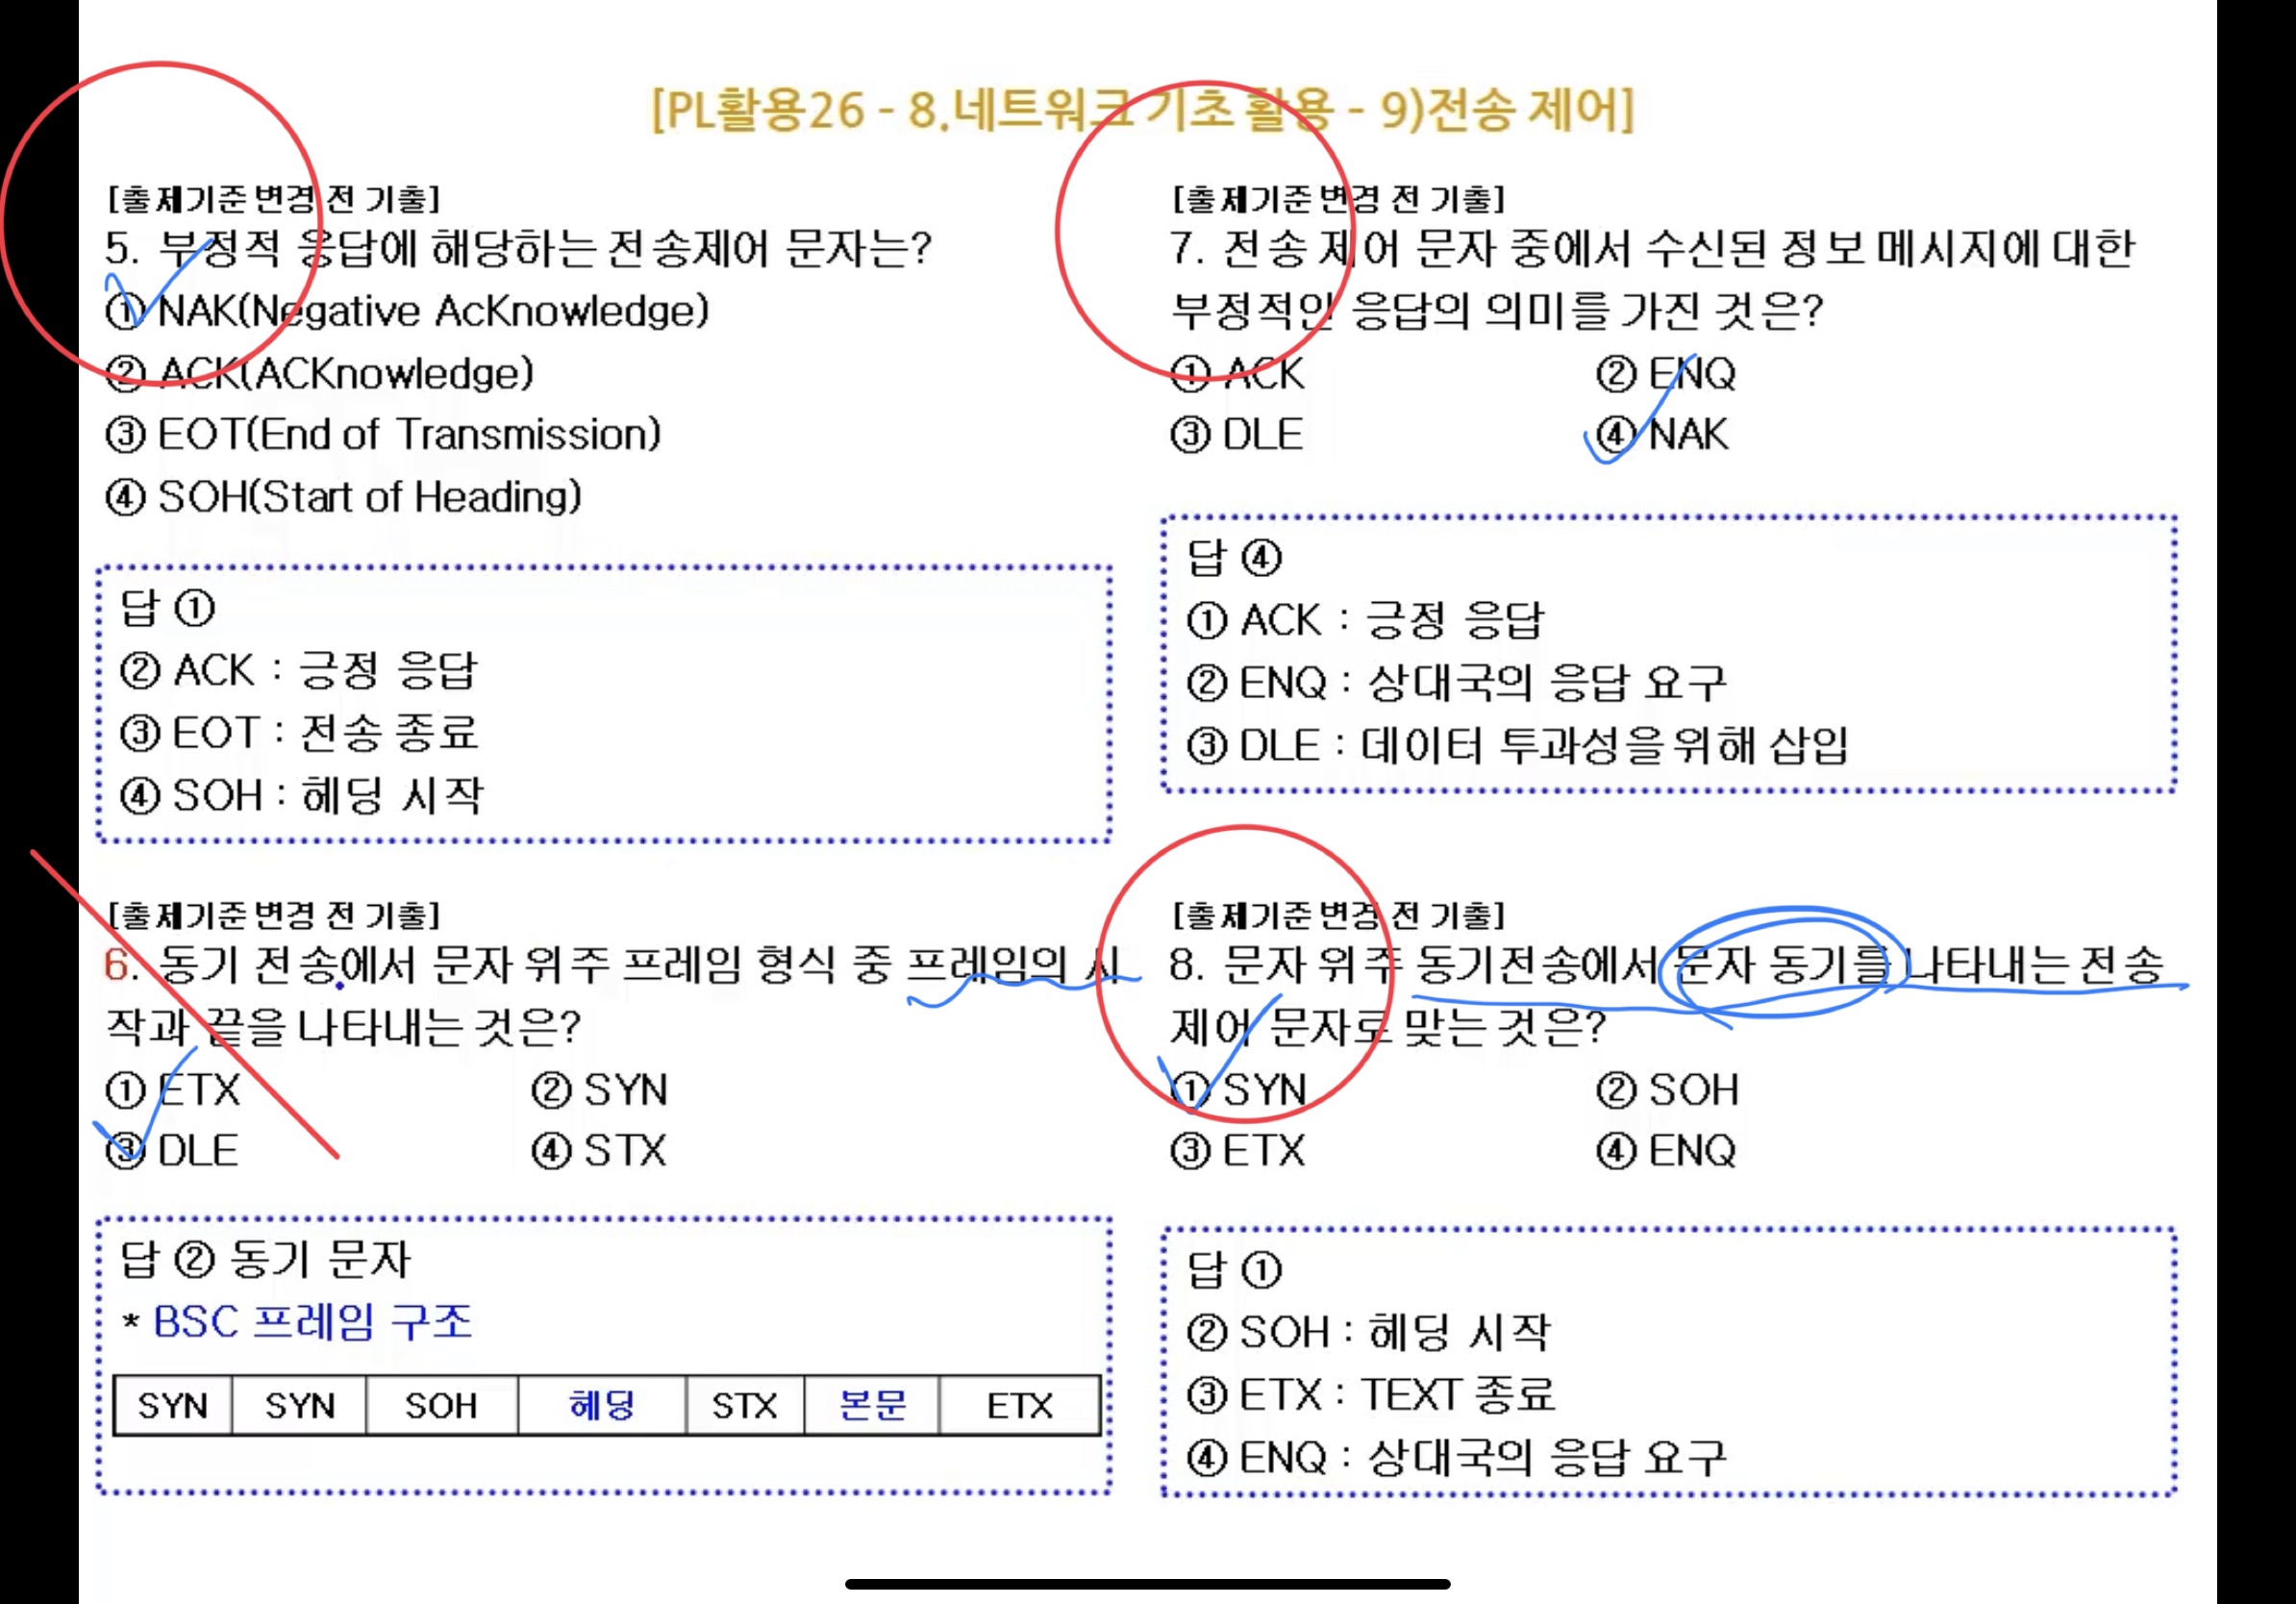 [PL활용26 - 8.네트워크 기초 활용 - 9)전송 제어]
[출제기준 변경 전 기출]
5. 부정적 응답에 해당하는 전송제어 문자는?
① NAK(Negative AcKnowledge)
② ACK(ACKnowledge)
③ EOT(End of Transmission)
④ SOH(Start of Heading)
답 ①
② ACK : 긍정 응답
③ EOT : 전송 종료
④ SOH : 헤딩 시작
[출제기준 변경 전 기출]
6. 동기 전송에서 문자 위주 프레임 형식 중 프레임의 시
작과 끝을 나타내는 것은?
① ETX ② SYN
③ DLE ④ STX
답 ② 동기 문자
* BSC 프레임 구조
SYN SYN SOH 헤딩 STX 본문 ETX
[출제기준 변경 전 기출]
7. 전송 제어 문자 중에서 수신된 정보 메시지에 대한
부정적인 응답의 의미를 가진 것은?
① ACK ② ENQ
③ DLE ④ NAK
답 ④
① ACK : 긍정 응답
② ENQ : 상대국의 응답 요구
③ DLE : 데이터 투과성을 위해 삽입
[출제기준 변경 전 기출]
8. 문자 위주 동기전송에서 문자 동기를 나타내는 전송
제어 문자로 맞는 것은?
① SYN ② SOH
③ ETX ④ ENQ
답 ①
② SOH : 헤딩 시작
③ ETX : TEXT 종료
④ ENQ : 상대국의 응답 요구